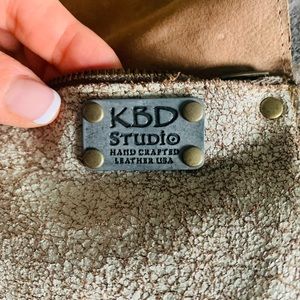 KBD
STUDIO
HAND CRAFTED
LEATHER USA